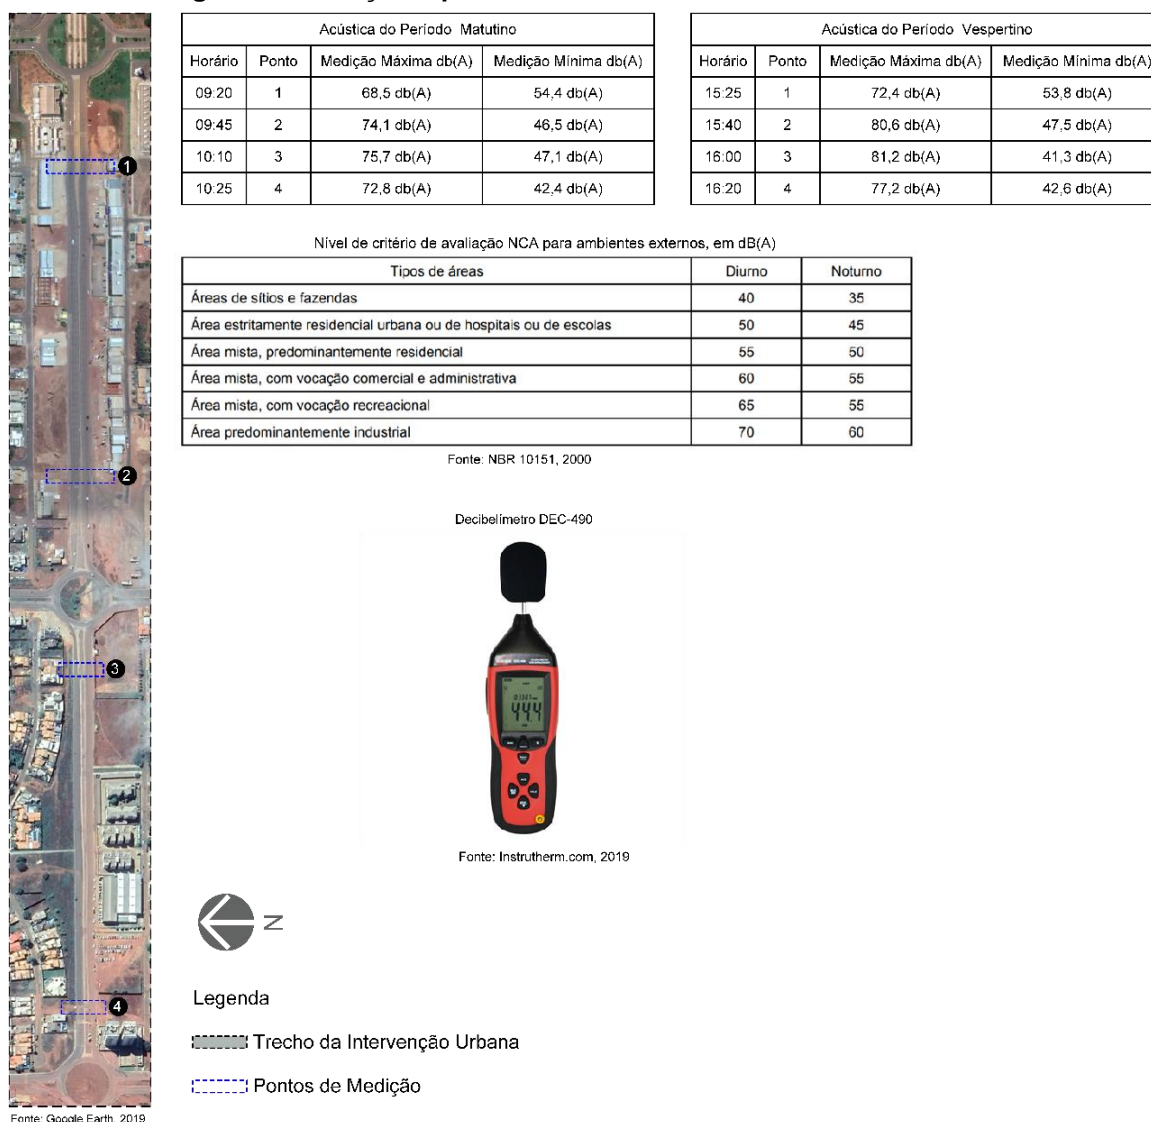 Acústica do Período Matutino
Horário Ponto Medição Máxima db(A) Medição Mínima db(A)
09:20 1 68,5 db(A) 54,4 db(A)
09:45 2 74,1 db(A) 46,5 db(A)
10:10 3 75,7 db(A) 47,1 db(A)
10:25 4 72,8 db(A) 42,4 db(A)
Acústica do Período Vespertino
Horário Ponto Medição Máxima db(A) Medição Mínima db(A)
15:25 1 72,4 db(A) 53,8 db(A)
15:40 2 80,6 db(A) 47,5 db(A)
16:00 3 81,2 db(A) 41,3 db(A)
16:20 4 77,2 db(A) 42,6 db(A)
Nível de critério de avaliação NCA para ambientes externos, em dB(A)
Tipos de áreas Diurno Noturno
Áreas de sítios e fazendas 40 35
Área estritamente residencial urbana ou de hospitais ou de escolas 50 45
Área mista, predominantemente residencial 55 50
Área mista, com vocação comercial e administrativa 60 55
Área mista, com vocação recreacional 65 55
Área predominantemente industrial 70 60
Fonte: NBR 10151, 2000
1
2
3
4
Decibelímetro DEC-490
44.4
Fonte: Instrutherm.com, 2019
N
Legenda
Trecho da Intervenção Urbana
Pontos de Medição
Fonte: Google Earth, 2019